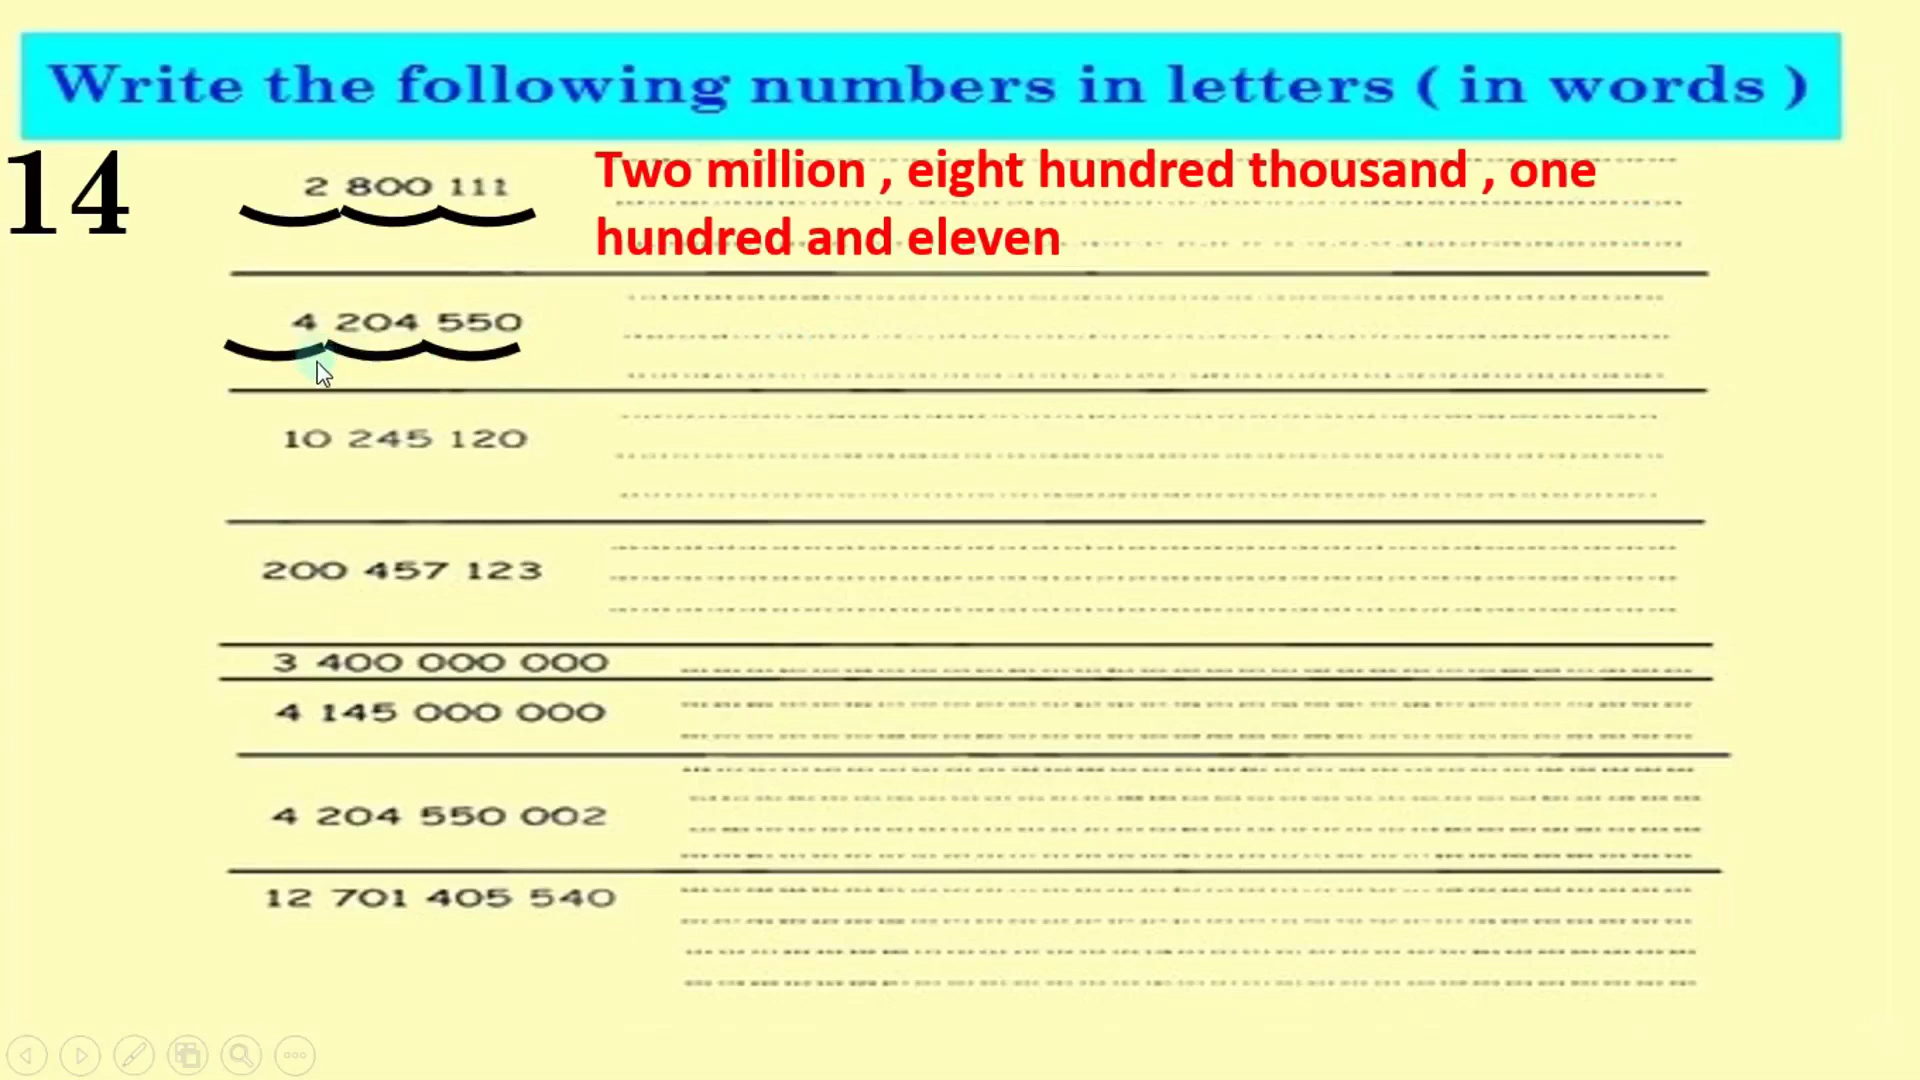 Write the following numbers in letters ( in words )
14
2 800 111
Two million , eight hundred thousand , one
hundred and eleven
4 204 550
10 245 120
200 457 123
3 400 000 000
4 145 000 000
4 204 550 002
12 701 405 540